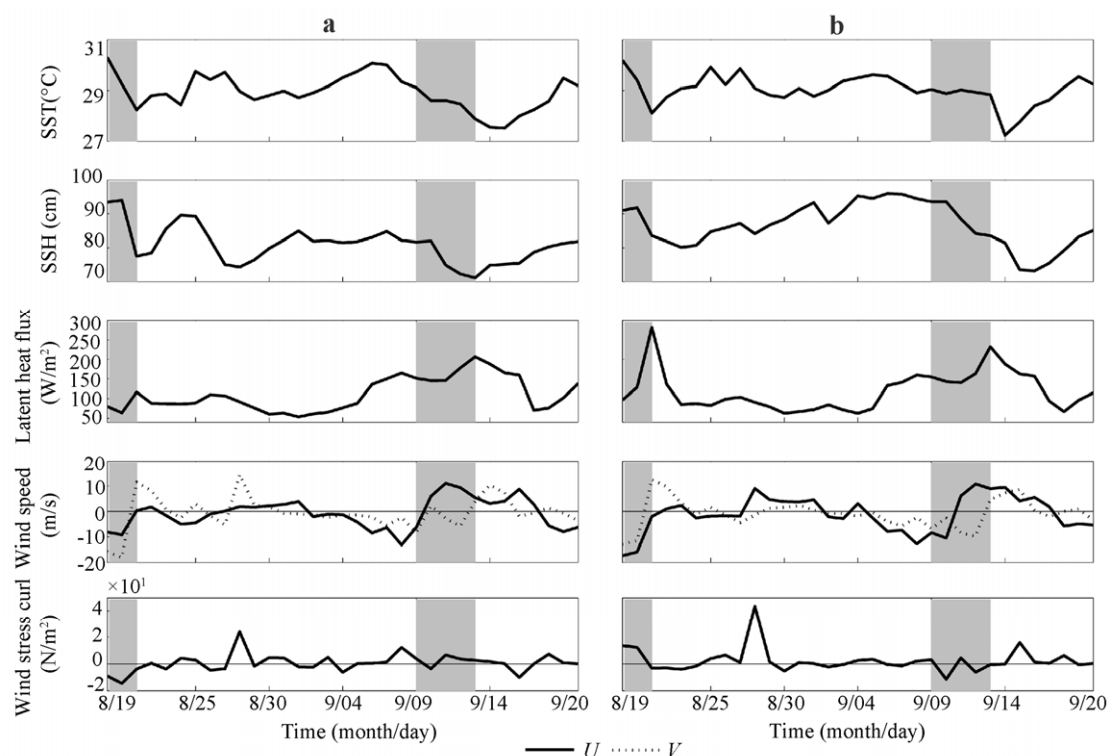 a b
SST(°C)
31
29
27
SSH (cm)
100
90
80
70
Latent heat flux
(W/m²)
300
250
200
150
100
50
Wind speed
(m/s)
20
10
0
-10
-20
Wind stress curl
(N/m²)
×10¹
4
2
0
-2
8/19 8/25 8/30 9/04 9/09 9/14 9/20 8/19 8/25 8/30 9/04 9/09 9/14 9/20
Time (month/day) Time (month/day)
U V